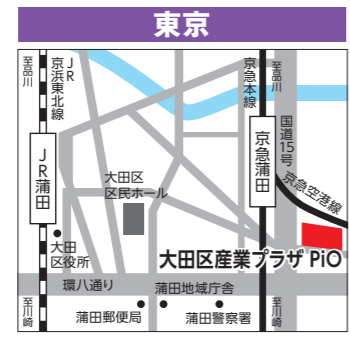 東京
至品川
JR
京浜東北線
京急本線
至品川
国道15号
JR蒲田
京急蒲田
京急空港線
大田区
区民ホール
大田
区役所
大田区産業プラザ PiO
環八通り
蒲田地域庁舎
至川崎
蒲田郵便局
蒲田警察署
至川崎